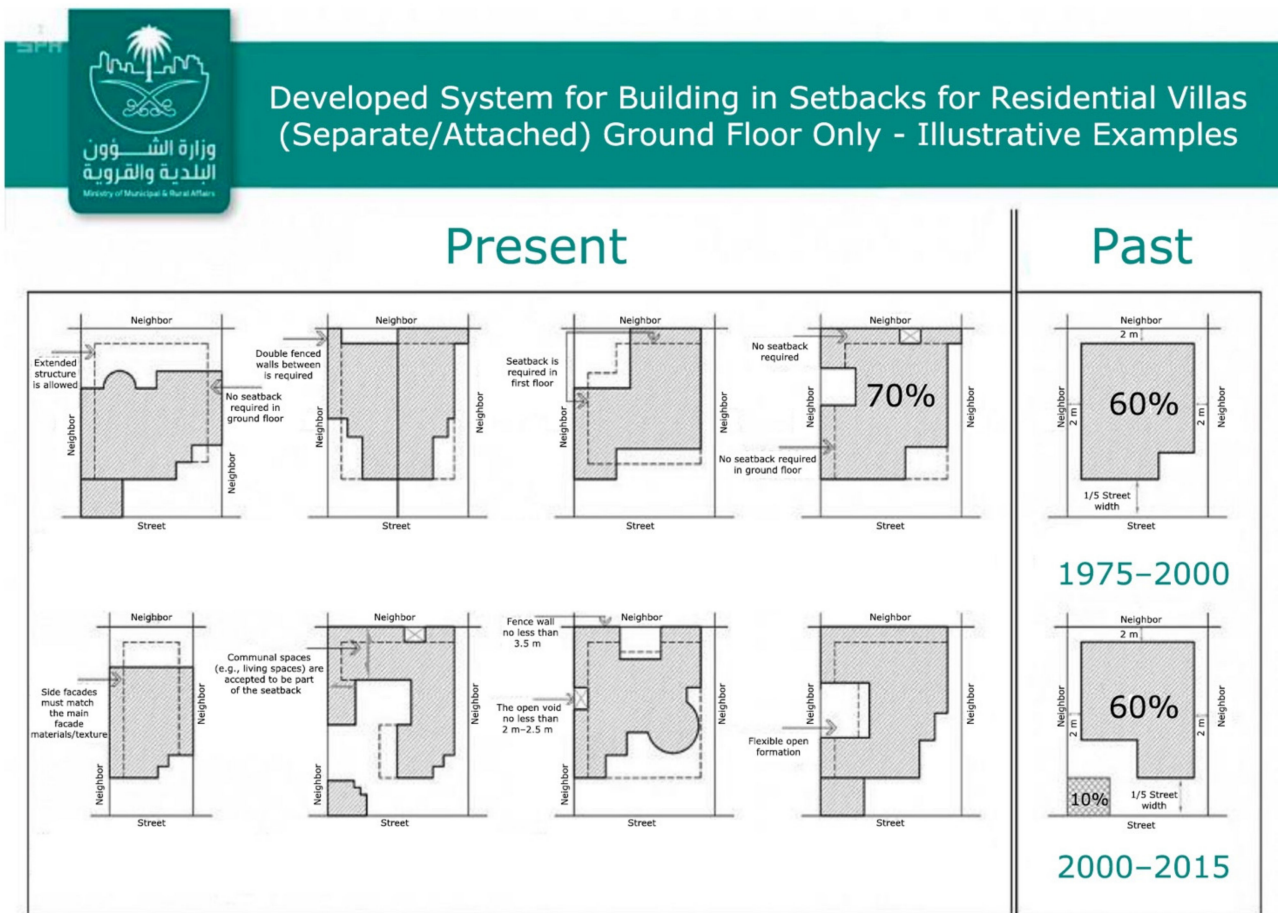 SPA
وزارة الشؤون
البلدية والقروية
Ministry of Municipal & Rural Affairs
Developed System for Building in Setbacks for Residential Villas
(Separate/Attached) Ground Floor Only - Illustrative Examples
Present
Neighbor
Extended
structure
is allowed
No seatback
required in
ground floor
Neighbor
Neighbor
Street
Neighbor
Double fenced
walls between
is required
Neighbor
Neighbor
Street
Neighbor
Seatback is
required in
first floor
Neighbor
Neighbor
Street
Neighbor
No seatback
required
70%
No seatback required
in ground floor
Neighbor
Neighbor
Street
Neighbor
Side facades
must match
the main
facade
materials/texture
Neighbor
Neighbor
Street
Neighbor
Communal spaces
(e.g., living spaces) are
accepted to be part
of the seatback
Neighbor
Neighbor
Street
Neighbor
Fence wall
no less than
3.5 m
The open void
no less than
2 m–2.5 m
Neighbor
Neighbor
Street
Neighbor
Flexible open
formation
Neighbor
Neighbor
Street
Past
Neighbor
2 m
Neighbor
2 m
60%
2 m
Neighbor
1/5 Street
width
Street
1975–2000
Neighbor
2 m
Neighbor
2 m
60%
2 m
Neighbor
10%
1/5 Street
width
Street
2000–2015